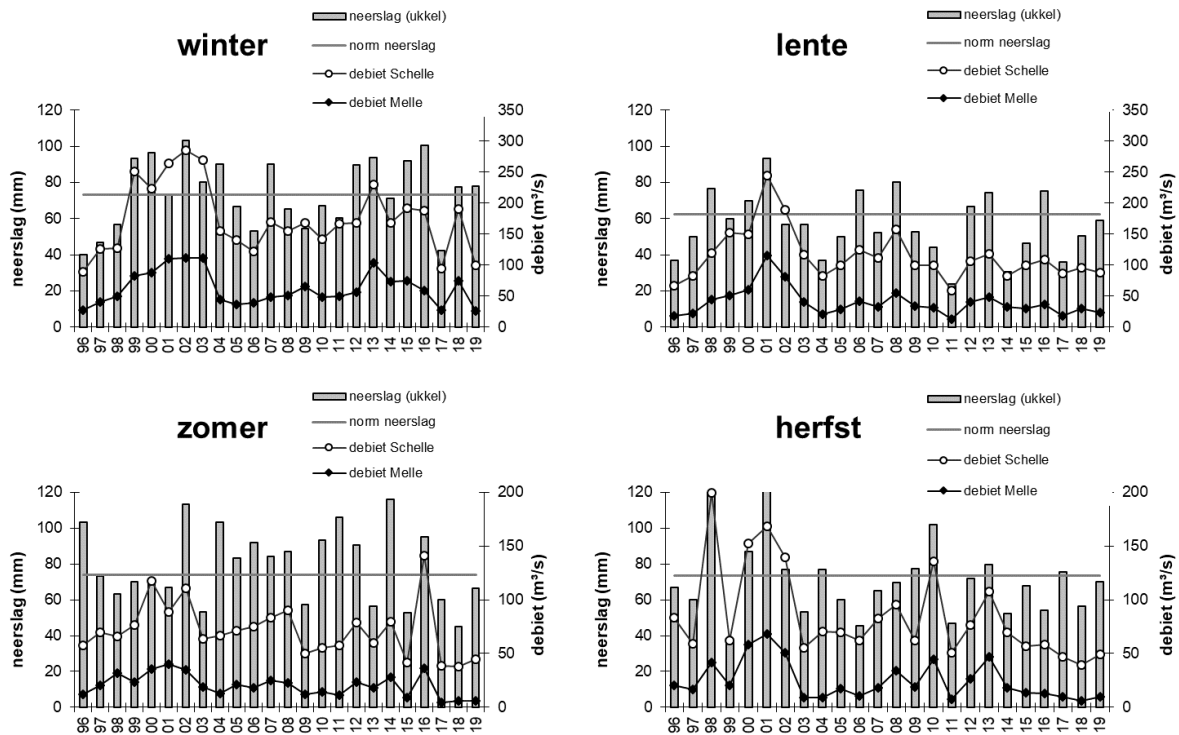 winter
neerslag (ukkel)
norm neerslag
debiet Schelle
debiet Melle
neerslag (mm)
120
100
80
60
40
20
0
350
300
250
200
150
100
50
0
debiet (m³/s)
96 97 98 99 00 01 02 03 04 05 06 07 08 09 10 11 12 13 14 15 16 17 18 19
lente
neerslag (ukkel)
norm neerslag
debiet Schelle
debiet Melle
neerslag (mm)
120
100
80
60
40
20
0
350
300
250
200
150
100
50
0
debiet (m³/s)
96 97 98 99 00 01 02 03 04 05 06 07 08 09 10 11 12 13 14 15 16 17 18 19
zomer
neerslag (ukkel)
norm neerslag
debiet Schelle
debiet Melle
neerslag (mm)
120
100
80
60
40
20
0
200
150
100
50
0
debiet (m³/s)
96 97 98 99 00 01 02 03 04 05 06 07 08 09 10 11 12 13 14 15 16 17 18 19
herfst
neerslag (ukkel)
norm neerslag
debiet Schelle
debiet Melle
neerslag (mm)
120
100
80
60
40
20
0
200
150
100
50
0
debiet (m³/s)
96 97 98 99 00 01 02 03 04 05 06 07 08 09 10 11 12 13 14 15 16 17 18 19